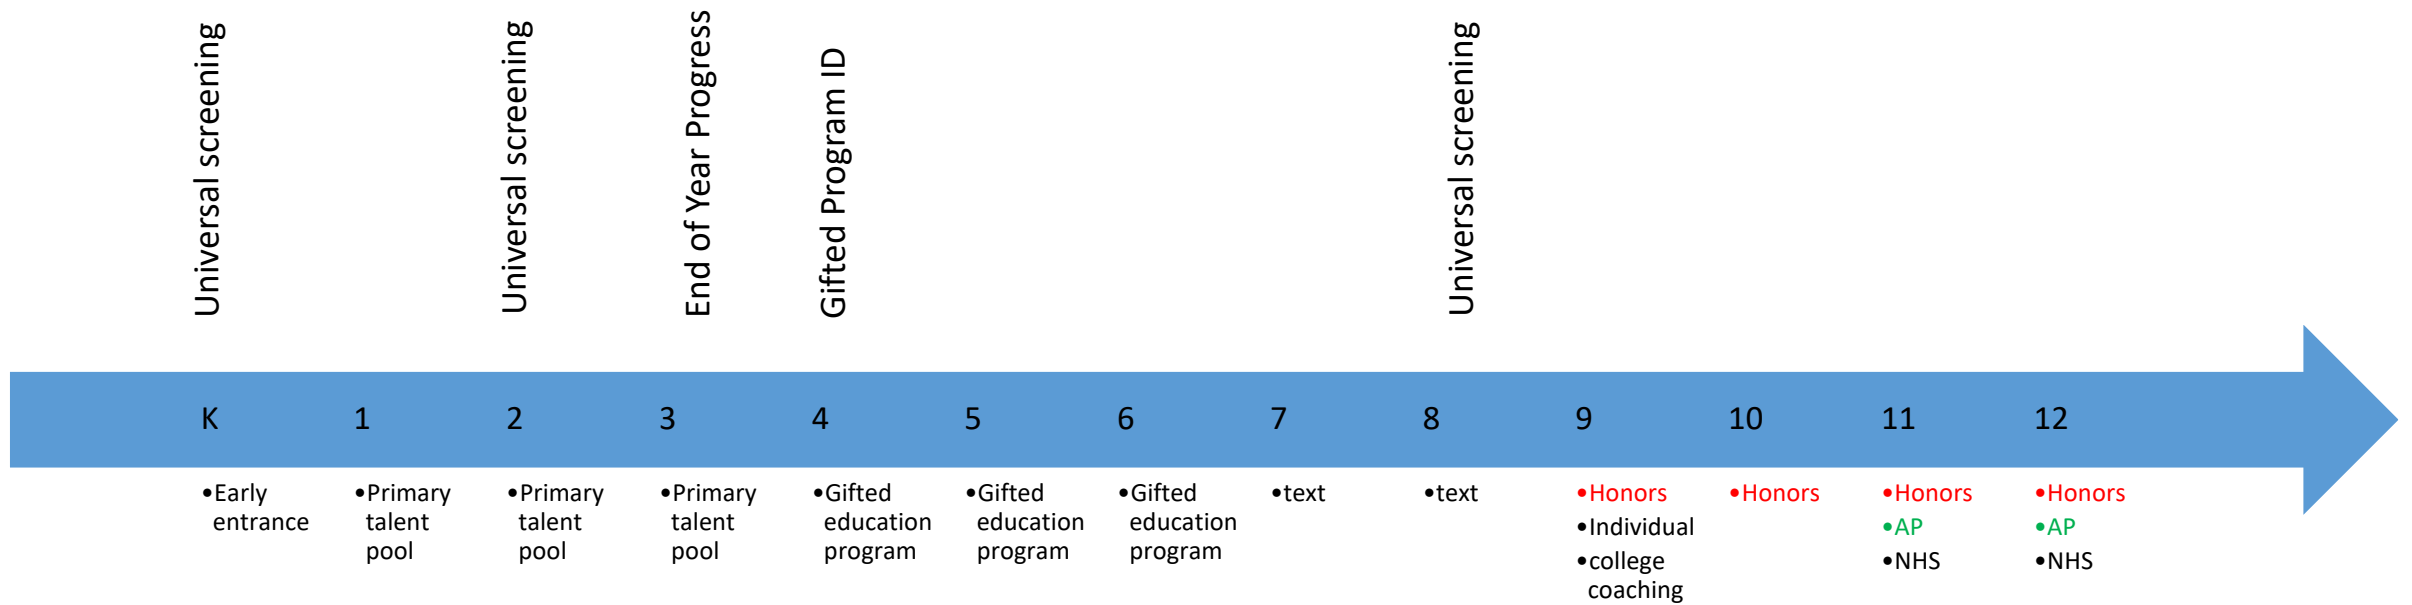 Universal screening
Universal screening
End of Year Progress
Gifted Program ID
Universal screening
K 1 2 3 4 5 6 7 8 9 10 11 12
•Early
entrance
•Primary
talent
pool
•Primary
talent
pool
•Primary
talent
pool
•Gifted
education
program
•Gifted
education
program
•Gifted
education
program
•text
•text
•Honors
•Individual
•college
coaching
•Honors
•Honors
•AP
•NHS
•Honors
•AP
•NHS